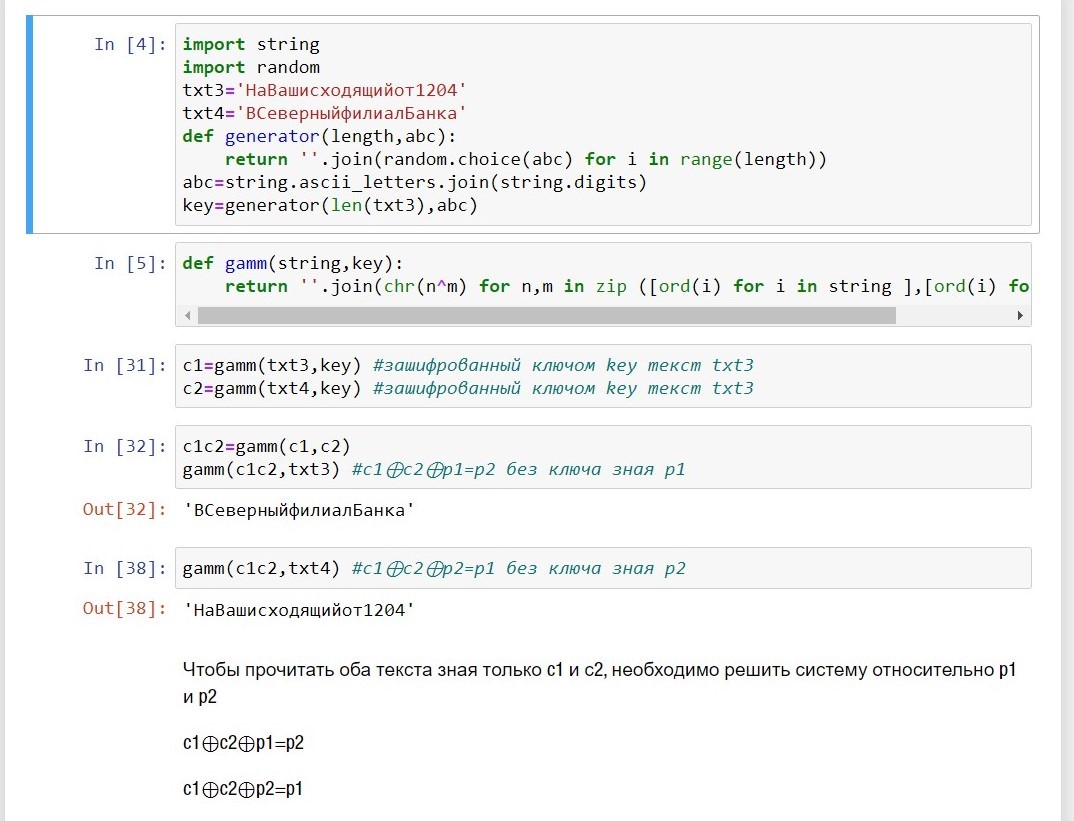 In [4]: import string
import random
txt3='НаВашисходящийот1204'
txt4='ВСеверныйфилиалБанка'
def generator(length,abc):
    return ''.join(random.choice(abc) for i in range(length))
abc=string.ascii_letters.join(string.digits)
key=generator(len(txt3),abc)
In [5]: def gamm(string,key):
    return ''.join(chr(n^m) for n,m in zip ([ord(i) for i in string ],[ord(i) fo
In [31]: c1=gamm(txt3,key) #зашифрованный ключом key текст txt3
c2=gamm(txt4,key) #зашифрованный ключом key текст txt3
In [32]: c1c2=gamm(c1,c2)
gamm(c1c2,txt3) #c1⊕c2⊕p1=p2 без ключа зная p1
Out[32]: 'ВСеверныйфилиалБанка'
In [38]: gamm(c1c2,txt4) #c1⊕c2⊕p2=p1 без ключа зная p2
Out[38]: 'НаВашисходящийот1204'
Чтобы прочитать оба текста зная только c1 и c2, необходимо решить систему относительно p1
и p2
c1⊕c2⊕p1=p2
c1⊕c2⊕p2=p1